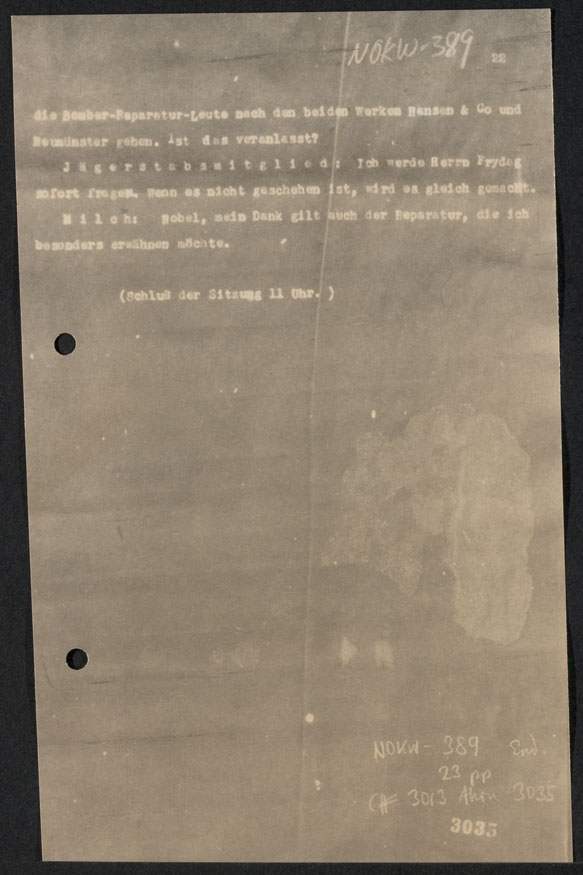 NOKW-389
22
die Bomber-Reparatur-Leute nach den beiden Werken Hansen & Co und
Neumünster gehen. Ist das veranlasst?
Jägerstabsmitglied: Ich werde Herrn Frydag
sofort fragen. Wenn es nicht geschehen ist, wird es gleich gemacht.
Milch: Nobel, mein Dank gilt auch der Reparatur, die ich
besonders erwähnen möchte.
(Schluß der Sitzung 11 Uhr.)
NOKW-389 End.
23 pp
3013 thru 3035
3035